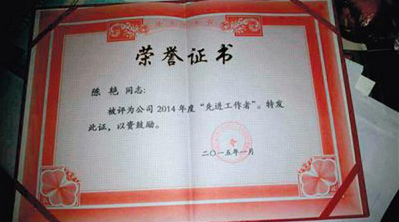 荣誉证书
陈艳 同志:
被评为公司2014年度“先进工作者”。特发
此证,以资鼓励。
二〇一五年一月